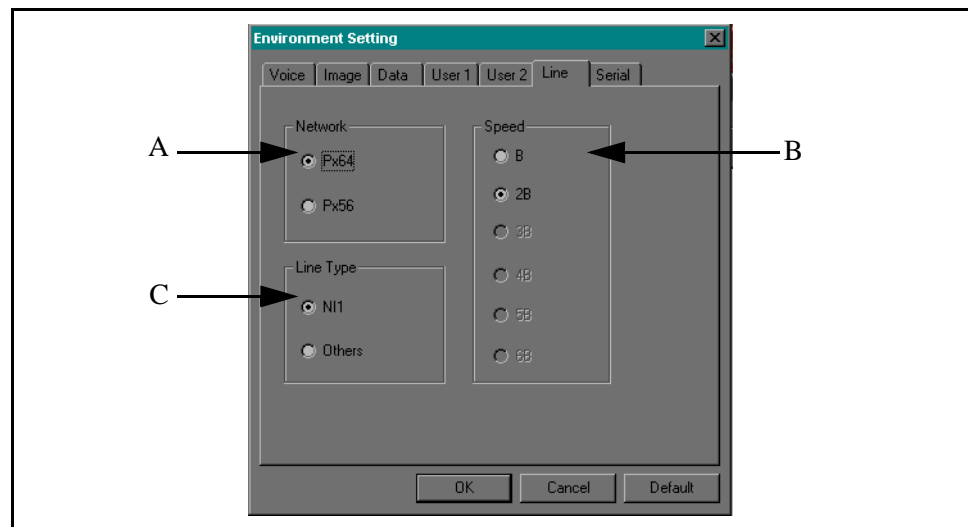 Environment Setting
Voice Image Data User 1 User 2 Line Serial
Network
Px64
Px56
Speed
B
2B
3B
4B
5B
6B
Line Type
NI1
Others
OK Cancel Default
A
B
C